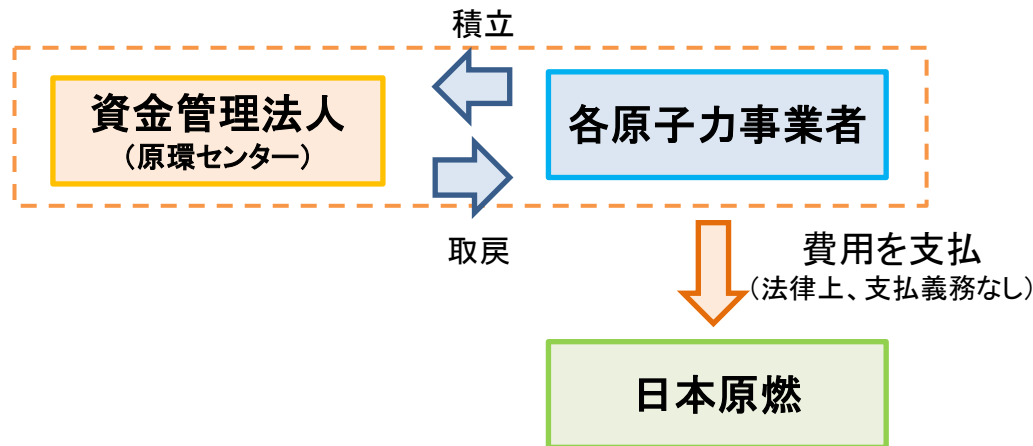 積立
資金管理法人
（原環センター）
各原子力事業者
取戻
費用を支払
（法律上、支払義務なし）
日本原燃